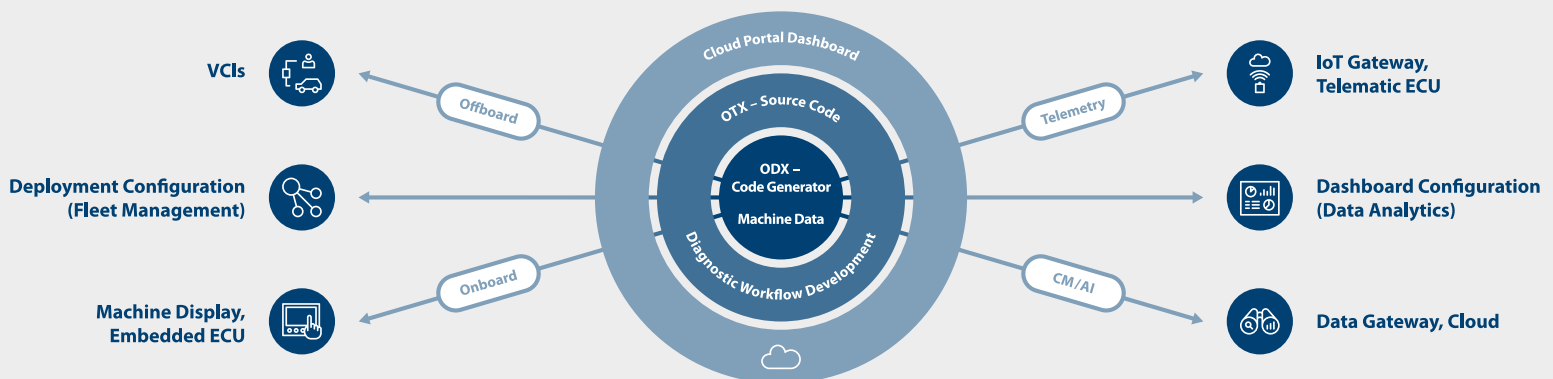 VCIs
Offboard
Deployment Configuration
(Fleet Management)
Onboard
Machine Display,
Embedded ECU
Cloud Portal Dashboard
OTX – Source Code
ODX –
Code Generator
Machine Data
Diagnostic Workflow Development
Telemetry
IoT Gateway,
Telematic ECU
Dashboard Configuration
(Data Analytics)
CM/AI
Data Gateway, Cloud